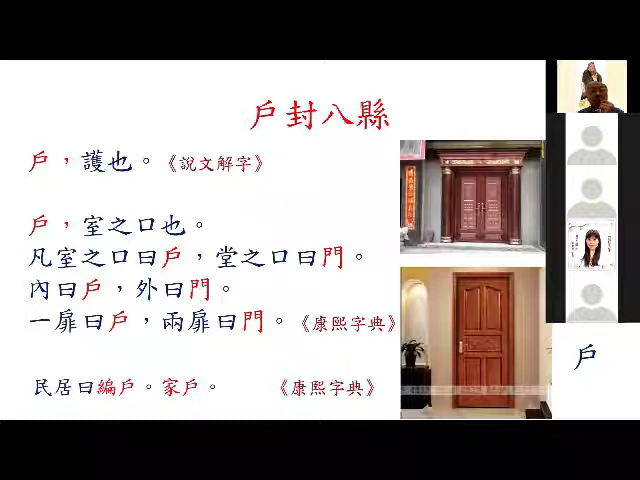 戶封八縣
戶，護也。《說文解字》
戶，室之口也。
凡室之口曰戶，堂之口曰門。
內曰戶，外曰門。
一扉曰戶，兩扉曰門。《康熙字典》
民居曰編戶。家戶。 《康熙字典》
戶